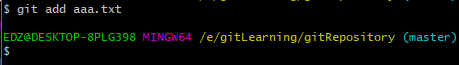 $ git add aaa.txt
EDZ@DESKTOP-8PLG398 MINGW64 /e/gitLearning/gitRepository (master)
$